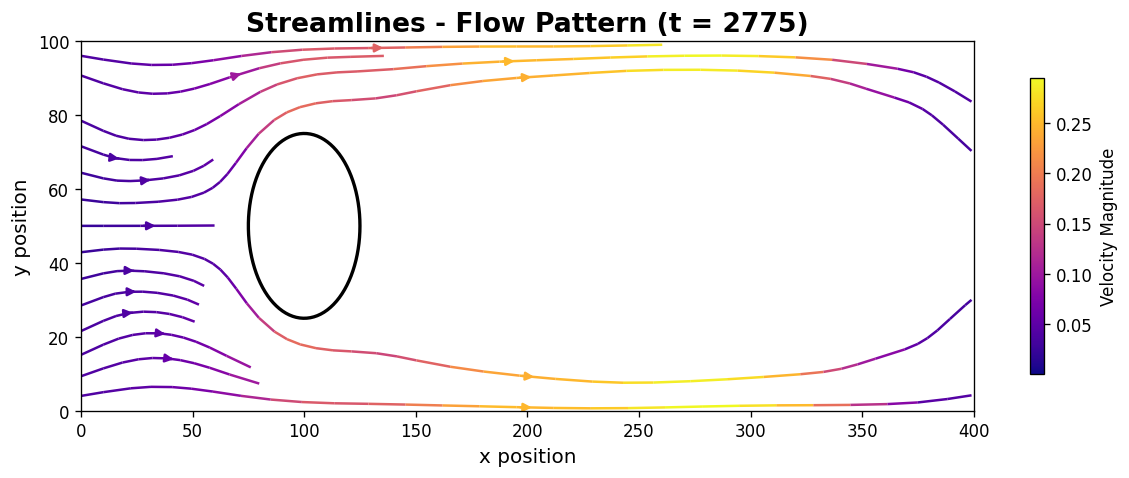 Streamlines - Flow Pattern (t = 2775)
100
80
60
40
20
0
y position
0 50 100 150 200 250 300 350 400
x position
0.25
0.20
0.15
0.10
0.05
Velocity Magnitude